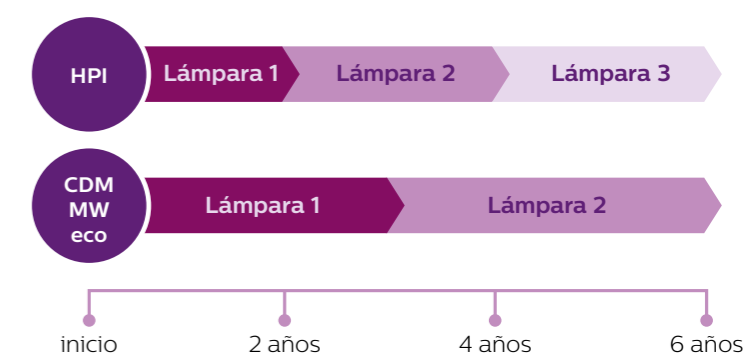 HPI
Lámpara 1
Lámpara 2
Lámpara 3
CDM
MW
eco
Lámpara 1
Lámpara 2
inicio
2 años
4 años
6 años